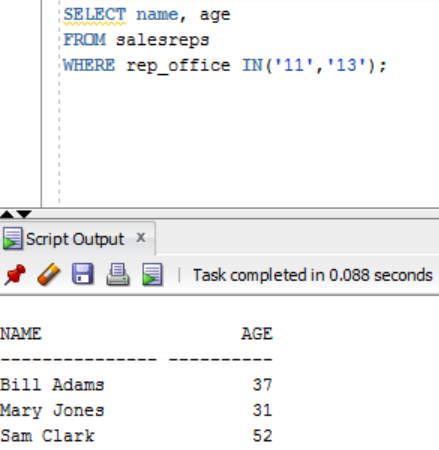 SELECT name, age
FROM salesreps
WHERE rep_office IN('11','13');
Script Output x
Task completed in 0.088 seconds
NAME AGE
--------------- ----------
Bill Adams 37
Mary Jones 31
Sam Clark 52